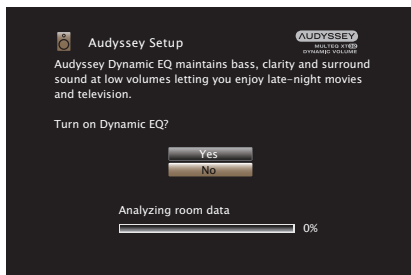 Audyssey Setup
AUDYSSEY
MULTEQ XT32
DYNAMIC VOLUME
Audyssey Dynamic EQ maintains bass, clarity and surround
sound at low volumes letting you enjoy late-night movies
and television.
Turn on Dynamic EQ?
Yes
No
Analyzing room data
0%